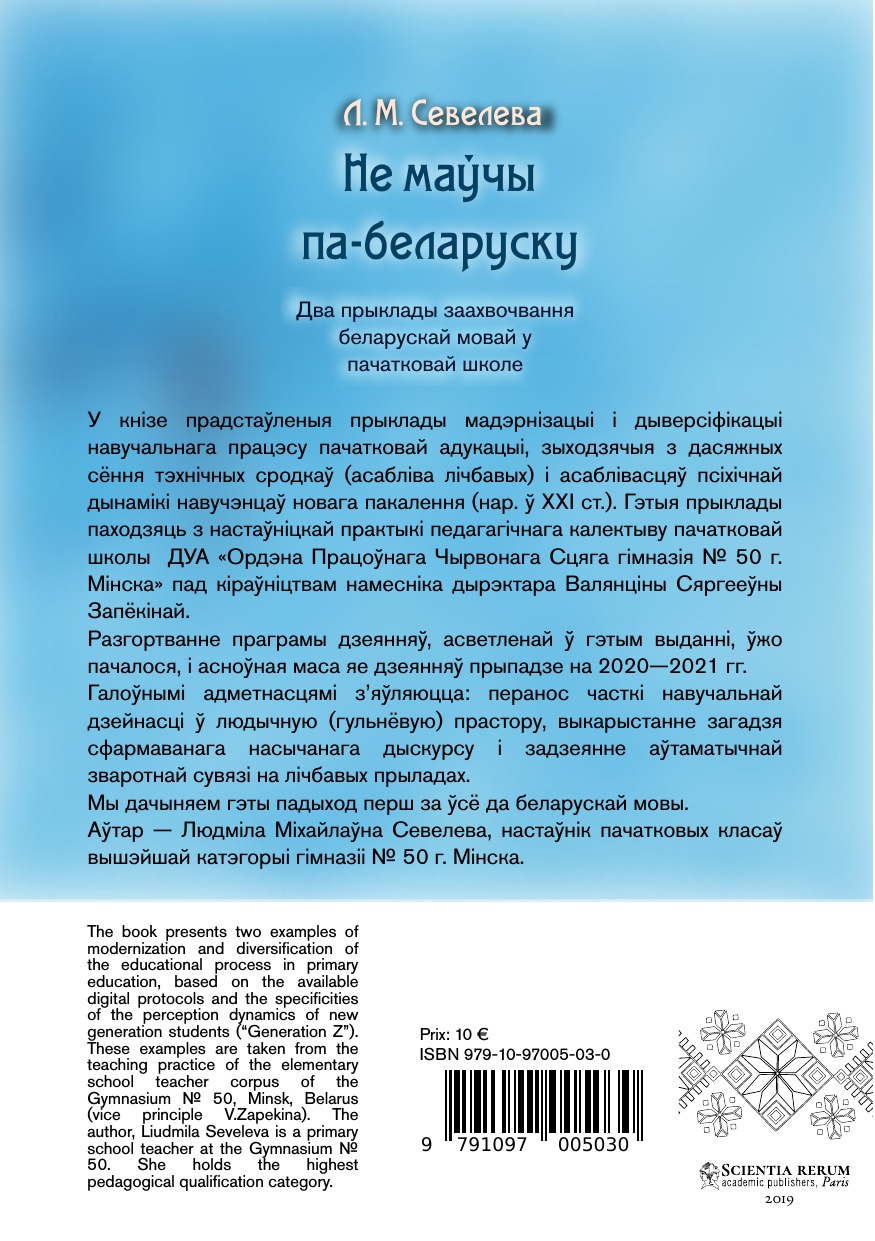 Л. М. Севелева
Не маўчы
па-беларуску
Два прыклады заахвочвання
беларускай мовай у
пачатковай школе
У кнізе прадстаўленыя прыклады мадэрнізацыі і дыверсіфікацыі
навучальнага працэсу пачатковай адукацыі, зыходзячыя з дасяжных
сёння тэхнічных сродкаў (асабліва лічбавых) і асаблівасцяў псіхічнай
дынамікі навучэнцаў новага пакалення (нар. ў XXI ст.). Гэтыя прыклады
паходзяць з настаўніцкай практыкі педагагічнага калектыву пачатковай
школы ДУА «Ордэна Працоўнага Чырвонага Сцяга гімназія № 50 г.
Мінска» пад кіраўніцтвам намесніка дырэктара Валянціны Сяргееўны
Запёкінай.
Разгортванне праграмы дзеянняў, асветленай ў гэтым выданні, ўжо
пачалося, і асноўная маса яе дзеянняў прыпадзе на 2020—2021 гг.
Галоўнымі адметнасцямі з’яўляюцца: перанос часткі навучальнай
дзейнасці ў людычную (гульнёвую) прастору, выкарыстанне загадзя
сфармаванага насычанага дыскурсу і задзеянне аўтаматычнай
зваротнай сувязі на лічбавых прыладах.
Мы дачыняем гэты падыход перш за ўсё да беларускай мовы.
Аўтар — Людміла Міхайлаўна Севелева, настаўнік пачатковых класаў
вышэйшай катэгорыі гімназіі № 50 г. Мінска.
The book presents two examples of
modernization and diversification of
the educational process in primary
education, based on the available
digital protocols and the specificities
of the perception dynamics of new
generation students (“Generation Z”).
These examples are taken from the
teaching practice of the elementary
school teacher corpus of the
Gymnasium № 50, Minsk, Belarus
(vice principle V.Zapekina). The
author, Liudmila Seveleva is a primary
school teacher at the Gymnasium №
50. She holds the highest
pedagogical qualification category.
Prix: 10 €
ISBN 979-10-97005-03-0
9 791097 005030
SCIENTIA RERUM
academic publishers, Paris
2019